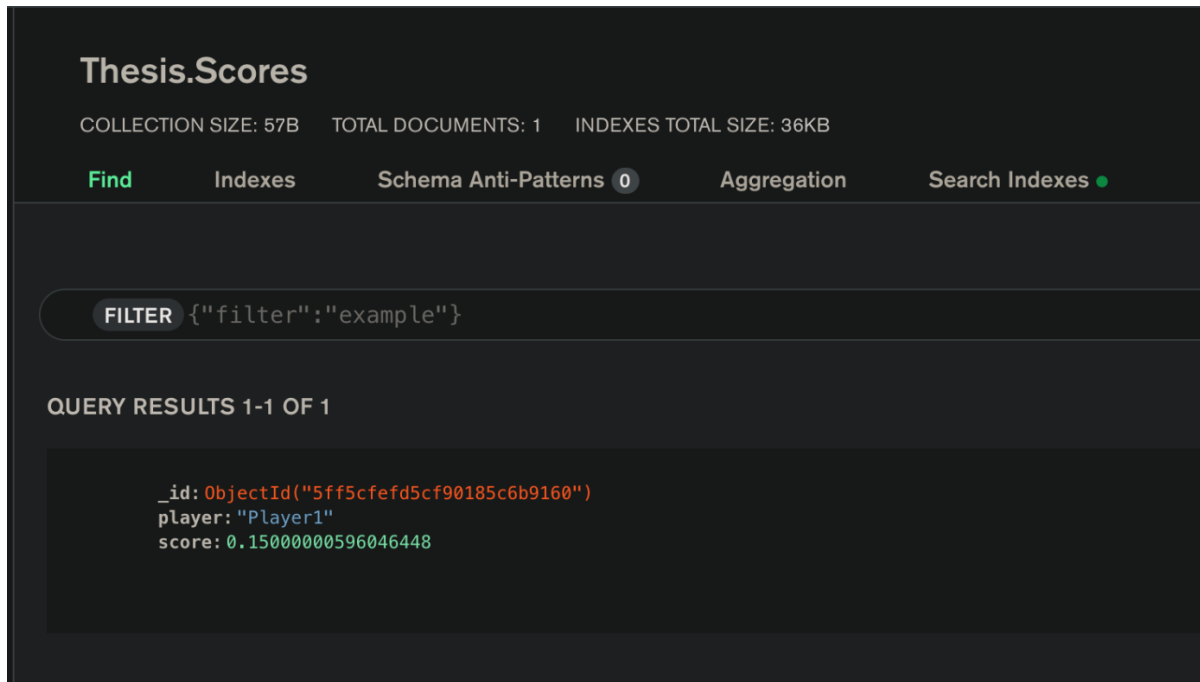 Thesis.Scores
COLLECTION SIZE: 57B TOTAL DOCUMENTS: 1 INDEXES TOTAL SIZE: 36KB
Find Indexes Schema Anti-Patterns 0 Aggregation Search Indexes
FILTER {"filter":"example"}
QUERY RESULTS 1-1 OF 1
_id: ObjectId("5ff5cfefd5cf90185c6b9160")
player: "Player1"
score: 0.15000000596046448